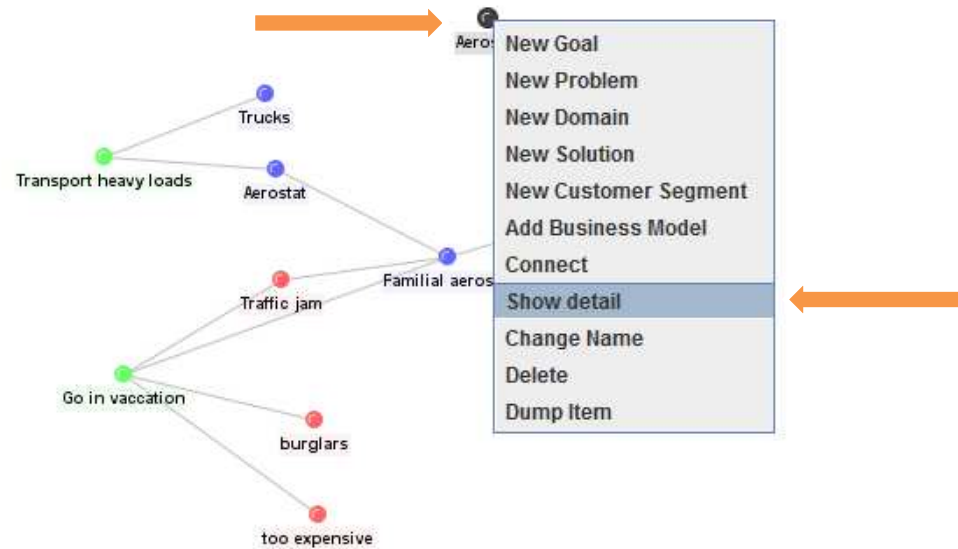 Aeros
New Goal
New Problem
New Domain
New Solution
New Customer Segment
Add Business Model
Connect
Show detail
Change Name
Delete
Dump Item
Trucks
Transport heavy loads
Aerostat
Familial aeros
Traffic jam
Go in vaccation
burglars
too expensive